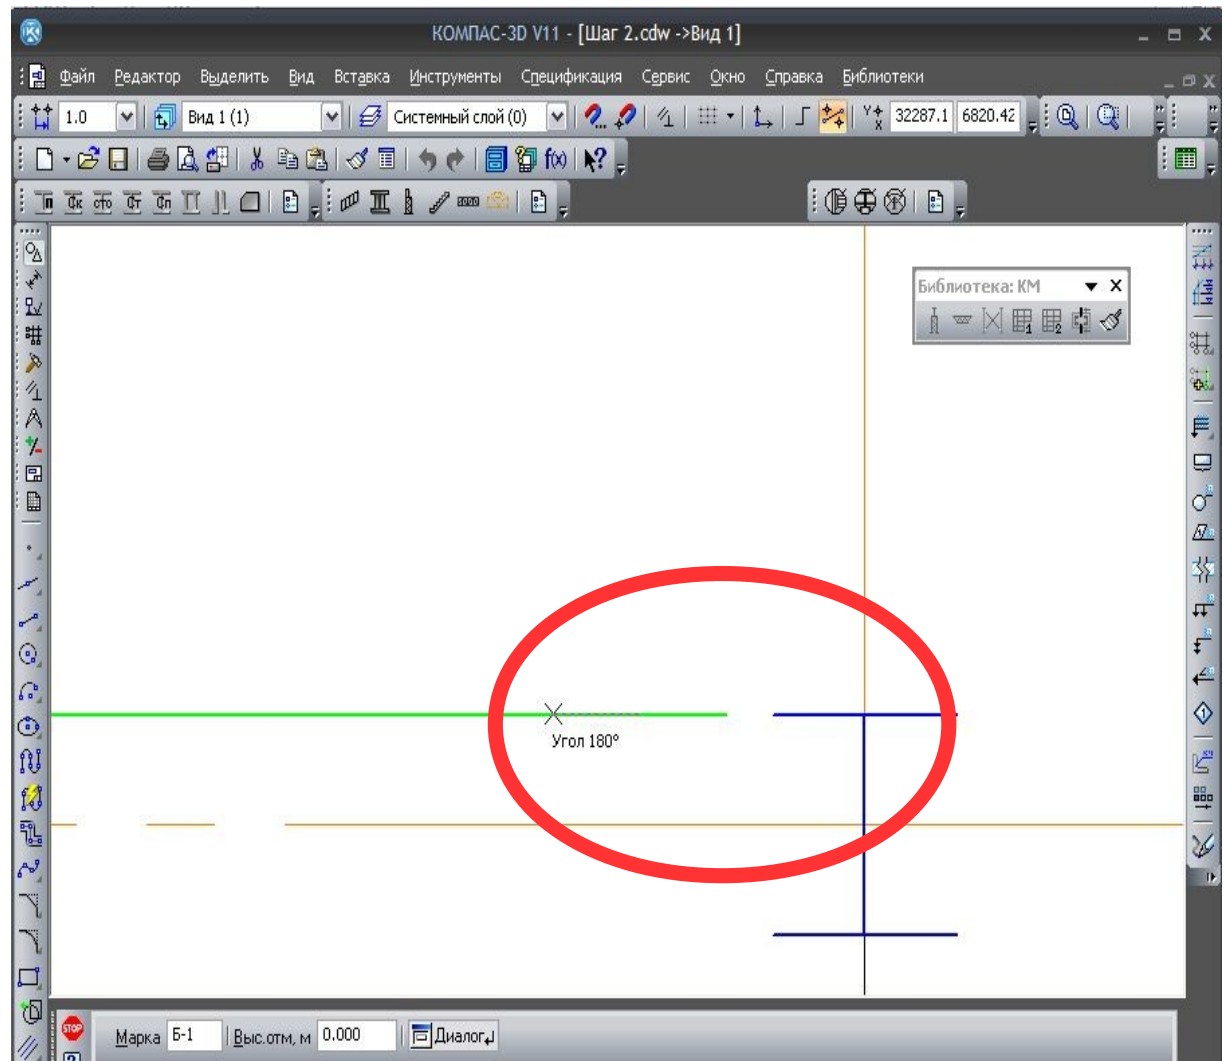 КОМПАС-3D V11 - [Шаг 2.cdw ->Вид 1]
Файл Редактор Выделить Вид Вставка Инструменты Спецификация Сервис Окно Справка Библиотеки
1.0 Вид 1 (1) Системный слой (0) 32287.1 6820.42
f(x)
Библиотека: КМ
Угол 180°
STOP Марка Б-1 Выс.отм, м 0.000 Диалог